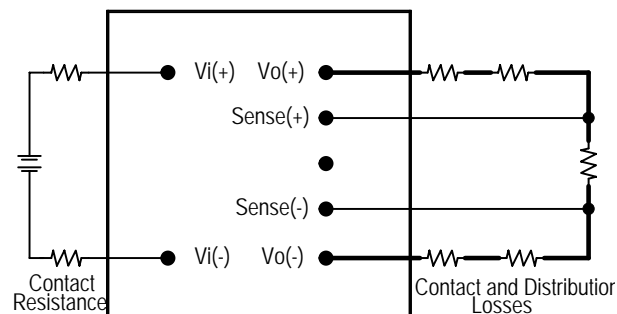 Vi(+) Vo(+)
Sense(+)
Sense(-)
Vi(-) Vo(-)
Contact
Resistance
Contact and Distributior
Losses